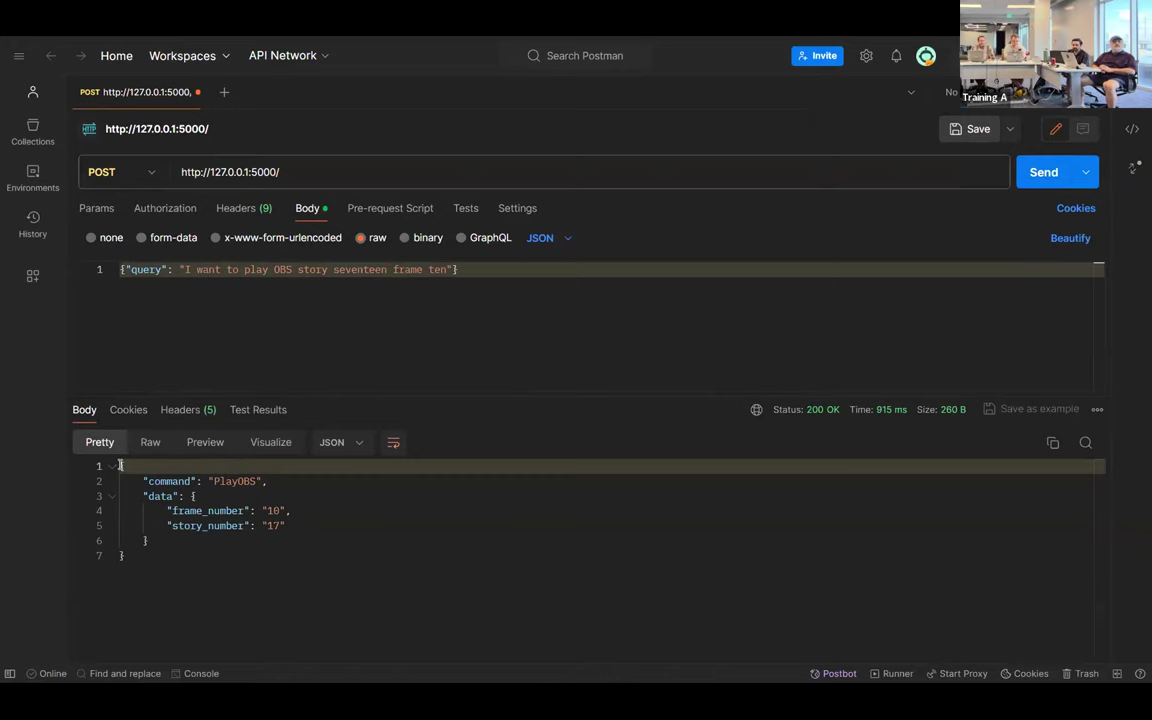 Home Workspaces API Network Search Postman Invite
Training A
POST http://127.0.0.1:5000, No
HTTP http://127.0.0.1:5000/ Save
Collections
Environments
History
POST http://127.0.0.1:5000/ Send
Params Authorization Headers (9) Body Pre-request Script Tests Settings Cookies
none form-data x-www-form-urlencoded raw binary GraphQL JSON Beautify
1 {"query": "I want to play OBS story seventeen frame ten"}
Body Cookies Headers (5) Test Results Status: 200 OK Time: 915 ms Size: 260 B Save as example
Pretty Raw Preview Visualize JSON
1 {
2 "command": "PlayOBS",
3 "data": {
4 "frame_number": "10",
5 "story_number": "17"
6 }
7 }
Online Find and replace Console Postbot Runner Start Proxy Cookies Trash